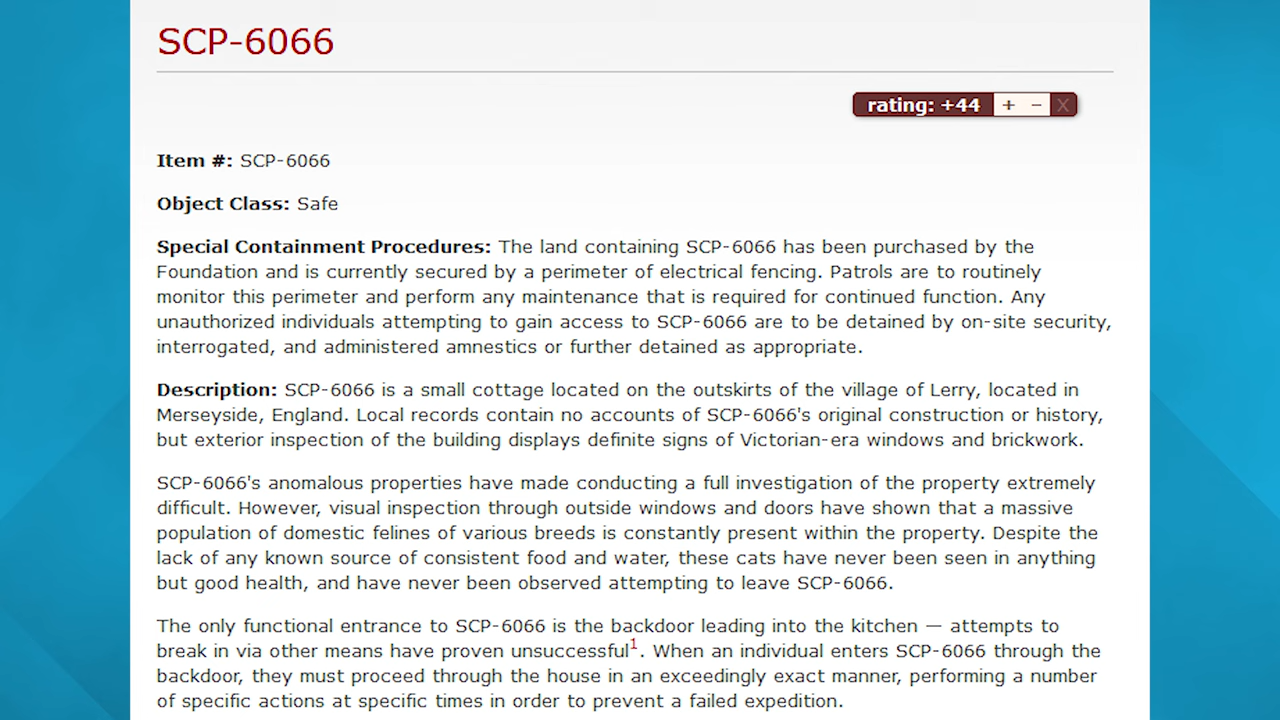 SCP-6066
rating: +44 + − X
Item #: SCP-6066
Object Class: Safe
Special Containment Procedures: The land containing SCP-6066 has been purchased by the
Foundation and is currently secured by a perimeter of electrical fencing. Patrols are to routinely
monitor this perimeter and perform any maintenance that is required for continued function. Any
unauthorized individuals attempting to gain access to SCP-6066 are to be detained by on-site security,
interrogated, and administered amnestics or further detained as appropriate.
Description: SCP-6066 is a small cottage located on the outskirts of the village of Lerry, located in
Merseyside, England. Local records contain no accounts of SCP-6066's original construction or history,
but exterior inspection of the building displays definite signs of Victorian-era windows and brickwork.
SCP-6066's anomalous properties have made conducting a full investigation of the property extremely
difficult. However, visual inspection through outside windows and doors have shown that a massive
population of domestic felines of various breeds is constantly present within the property. Despite the
lack of any known source of consistent food and water, these cats have never been seen in anything
but good health, and have never been observed attempting to leave SCP-6066.
The only functional entrance to SCP-6066 is the backdoor leading into the kitchen — attempts to
break in via other means have proven unsuccessful1. When an individual enters SCP-6066 through the
backdoor, they must proceed through the house in an exceedingly exact manner, performing a number
of specific actions at specific times in order to prevent a failed expedition.